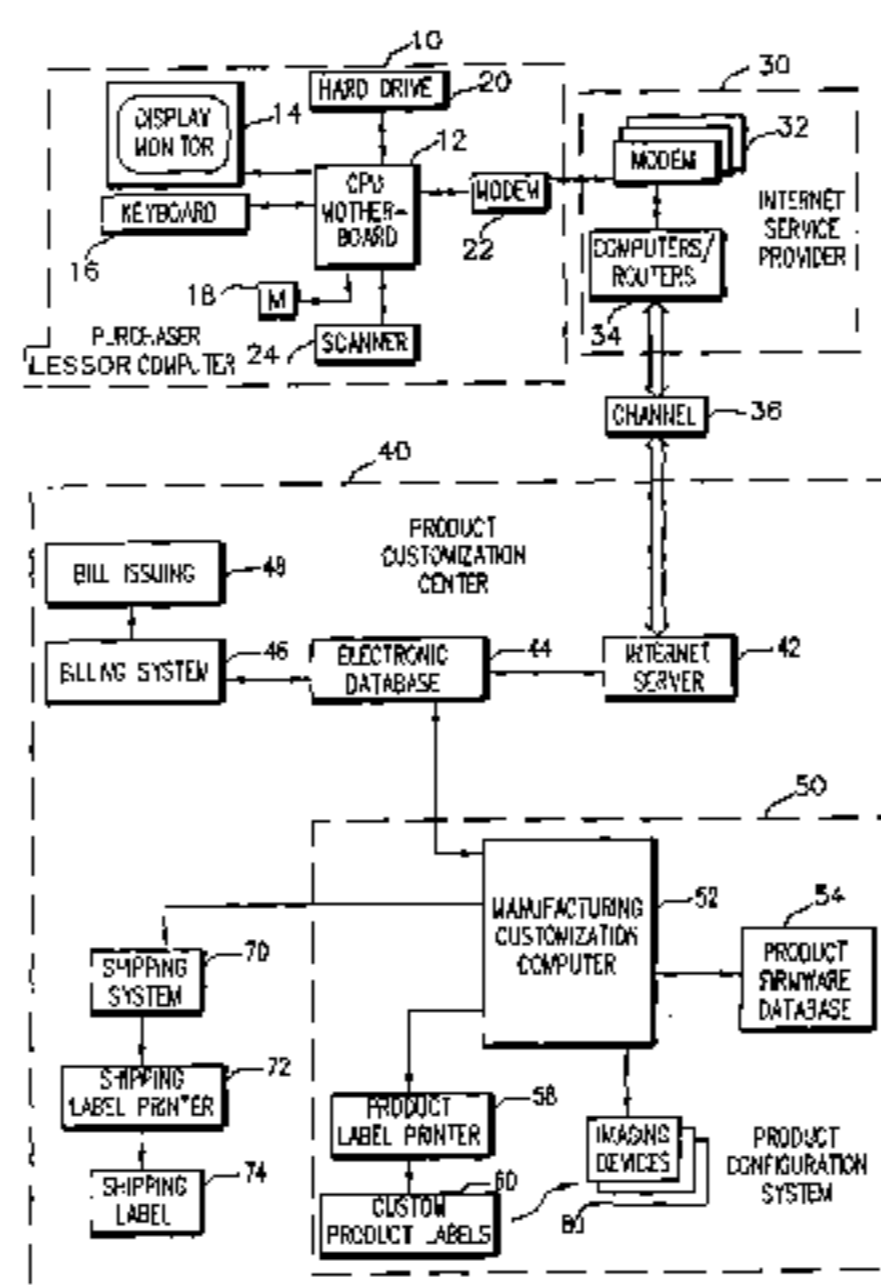 10
HARD DRIVE
20
30
DISPLAY
MONITOR
14
12
32
CPU
MOTHER-
BOARD
MODEM
22
MODEM
INTERNET
SERVICE
PROVIDER
KEYBOARD
16
COMPUTERS/
ROUTERS
34
18
M
PURCHASER
LESSOR COMPUTER
24
SCANNER
CHANNEL
36
40
PRODUCT
CUSTOMIZATION
CENTER
BILL ISSUING
48
BILLING SYSTEM
46
ELECTRONIC
DATABASE
44
INTERNET
SERVER
42
50
MANUFACTURING
CUSTOMIZATION
COMPUTER
52
54
PRODUCT
FIRMWARE
DATABASE
SHIPPING
SYSTEM
70
SHIPPING
LABEL PRINTER
72
PRODUCT
LABEL PRINTER
58
IMAGING
DEVICES
80
PRODUCT
CONFIGURATION
SYSTEM
SHIPPING
LABEL
74
60
CUSTOM
PRODUCT LABELS